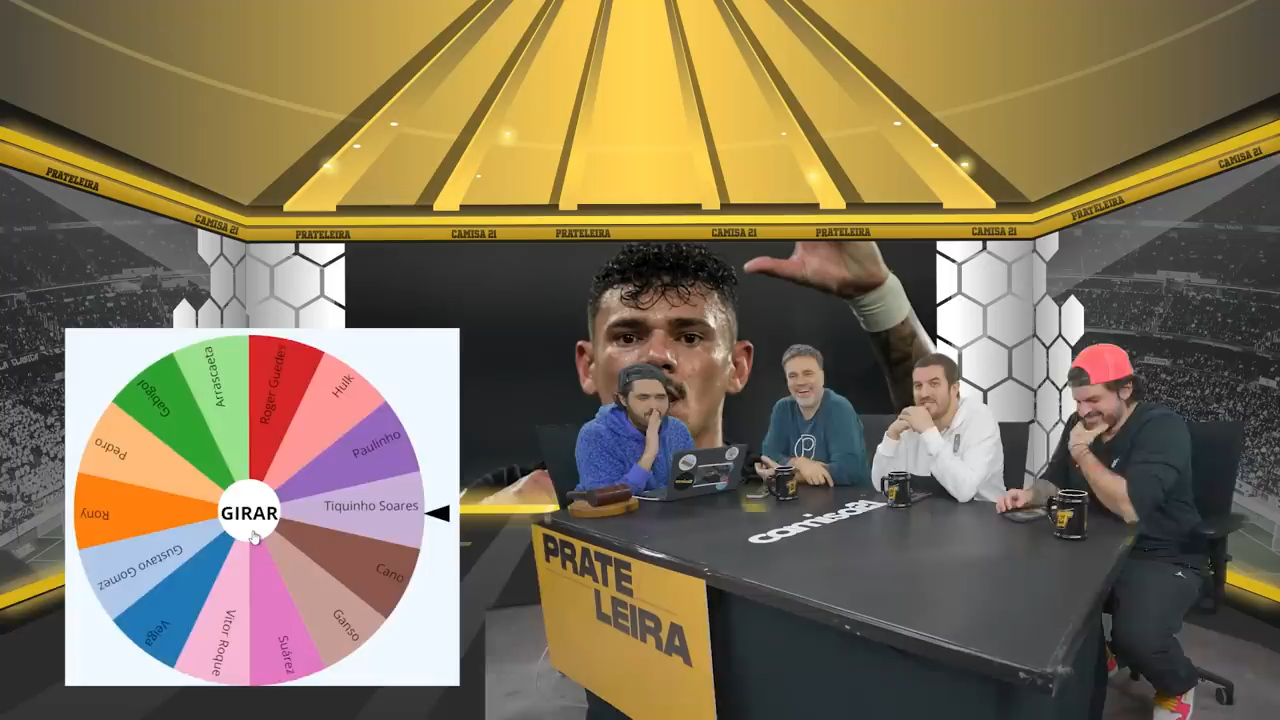 PRATELEIRA
CAMISA 21
PRATELEIRA
CAMISA 21
PRATELEIRA
CAMISA 21
PRATELEIRA
CAMISA 21
PRATELEIRA
CAMISA 21
Roger Guedes
Hulk
Paulinho
Tiquinho Soares
Cano
Ganso
Suárez
Vitor Roque
Veiga
Gustavo Gomez
Rony
Pedro
Gabigol
Arrascaeta
GIRAR
camisa21
PRATE
LEIRA